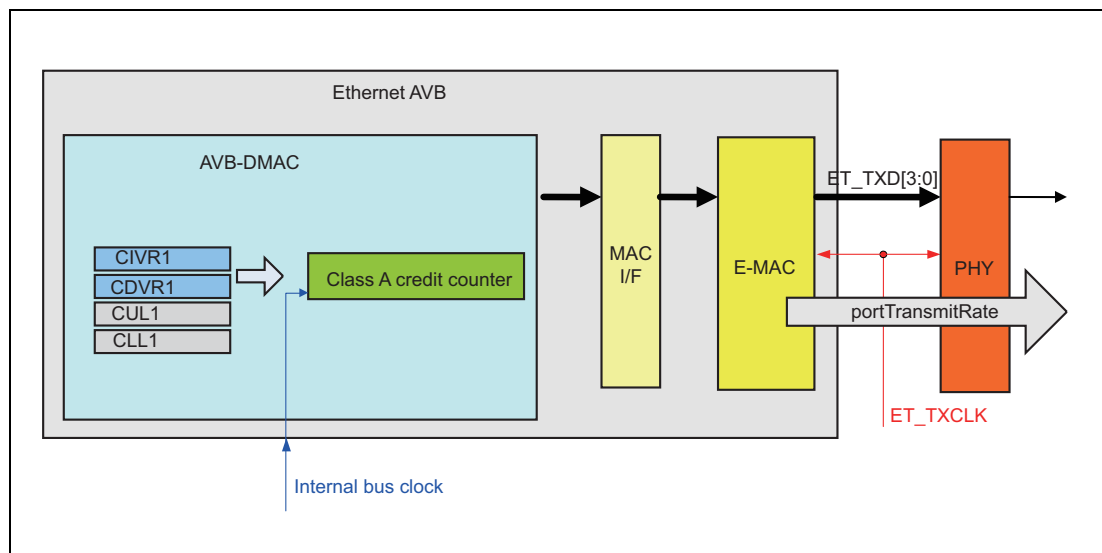 Ethernet AVB
AVB-DMAC
CIVR1
CDVR1
CUL1
CLL1
Class A credit counter
MAC
I/F
E-MAC
ET_TXD[3:0]
PHY
portTransmitRate
ET_TXCLK
Internal bus clock